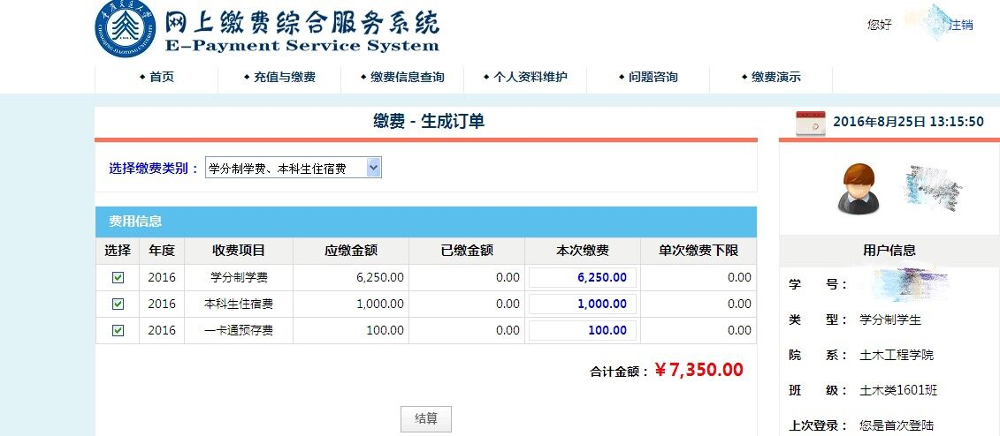 网上缴费综合服务系统
E-Payment Service System
CHONGQING JIAOTONG UNIVERSITY
您好
注销
首页 充值与缴费 缴费信息查询 个人资料维护 问题咨询 缴费演示
缴费 - 生成订单
2016年8月25日 13:15:50
选择缴费类别： 学分制学费、本科生住宿费
费用信息
选择 年度 收费项目 应缴金额 已缴金额 本次缴费 单次缴费下限
2016 学分制学费 6,250.00 0.00 6,250.00 0.00
2016 本科生住宿费 1,000.00 0.00 1,000.00 0.00
2016 一卡通预存费 100.00 0.00 100.00 0.00
合计金额：￥7,350.00
结算
用户信息
学 号：
类 型： 学分制学生
院 系： 土木工程学院
班 级： 土木类1601班
上次登录： 您是首次登陆